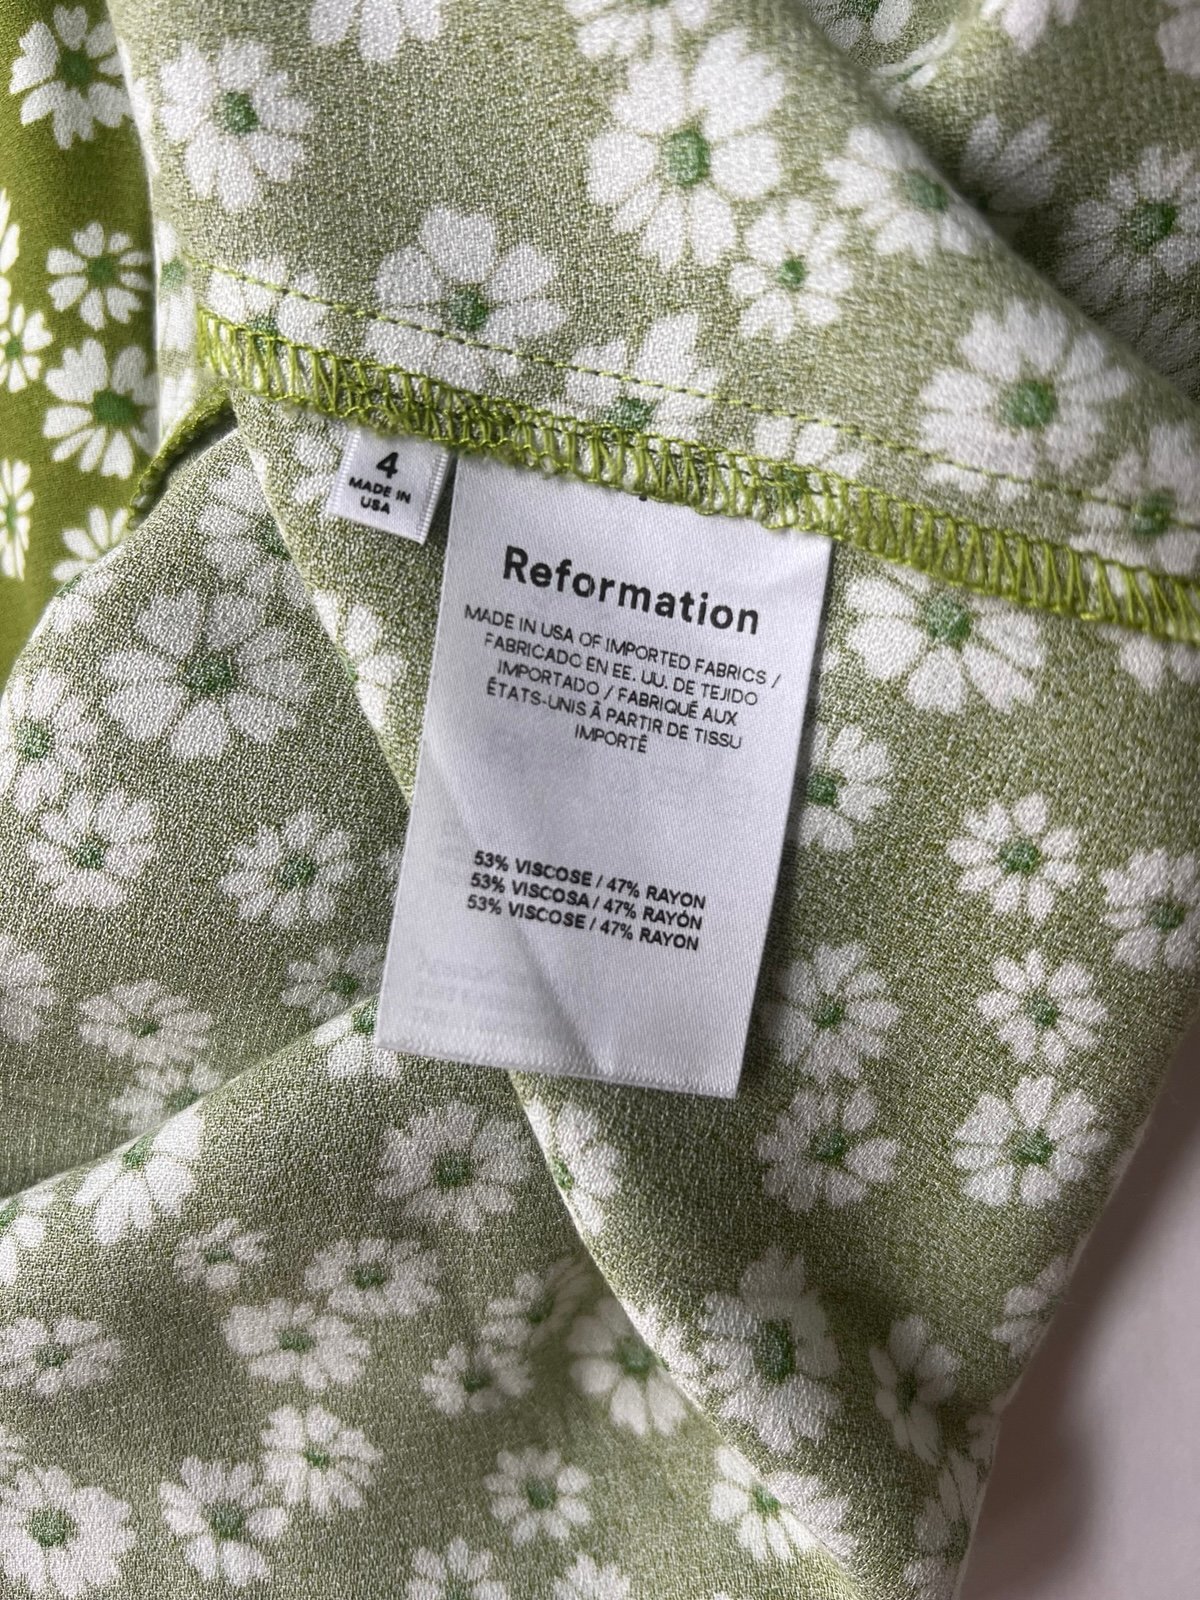 4
MADE IN
USA
Reformation
MADE IN USA OF IMPORTED FABRICS /
FABRICADO EN EE. UU. DE TEJIDO
IMPORTADO / FABRIQUÉ AUX
ÉTATS-UNIS À PARTIR DE TISSU
IMPORTÉ
53% VISCOSE / 47% RAYON
53% VISCOSA / 47% RAYÓN
53% VISCOSE / 47% RAYON